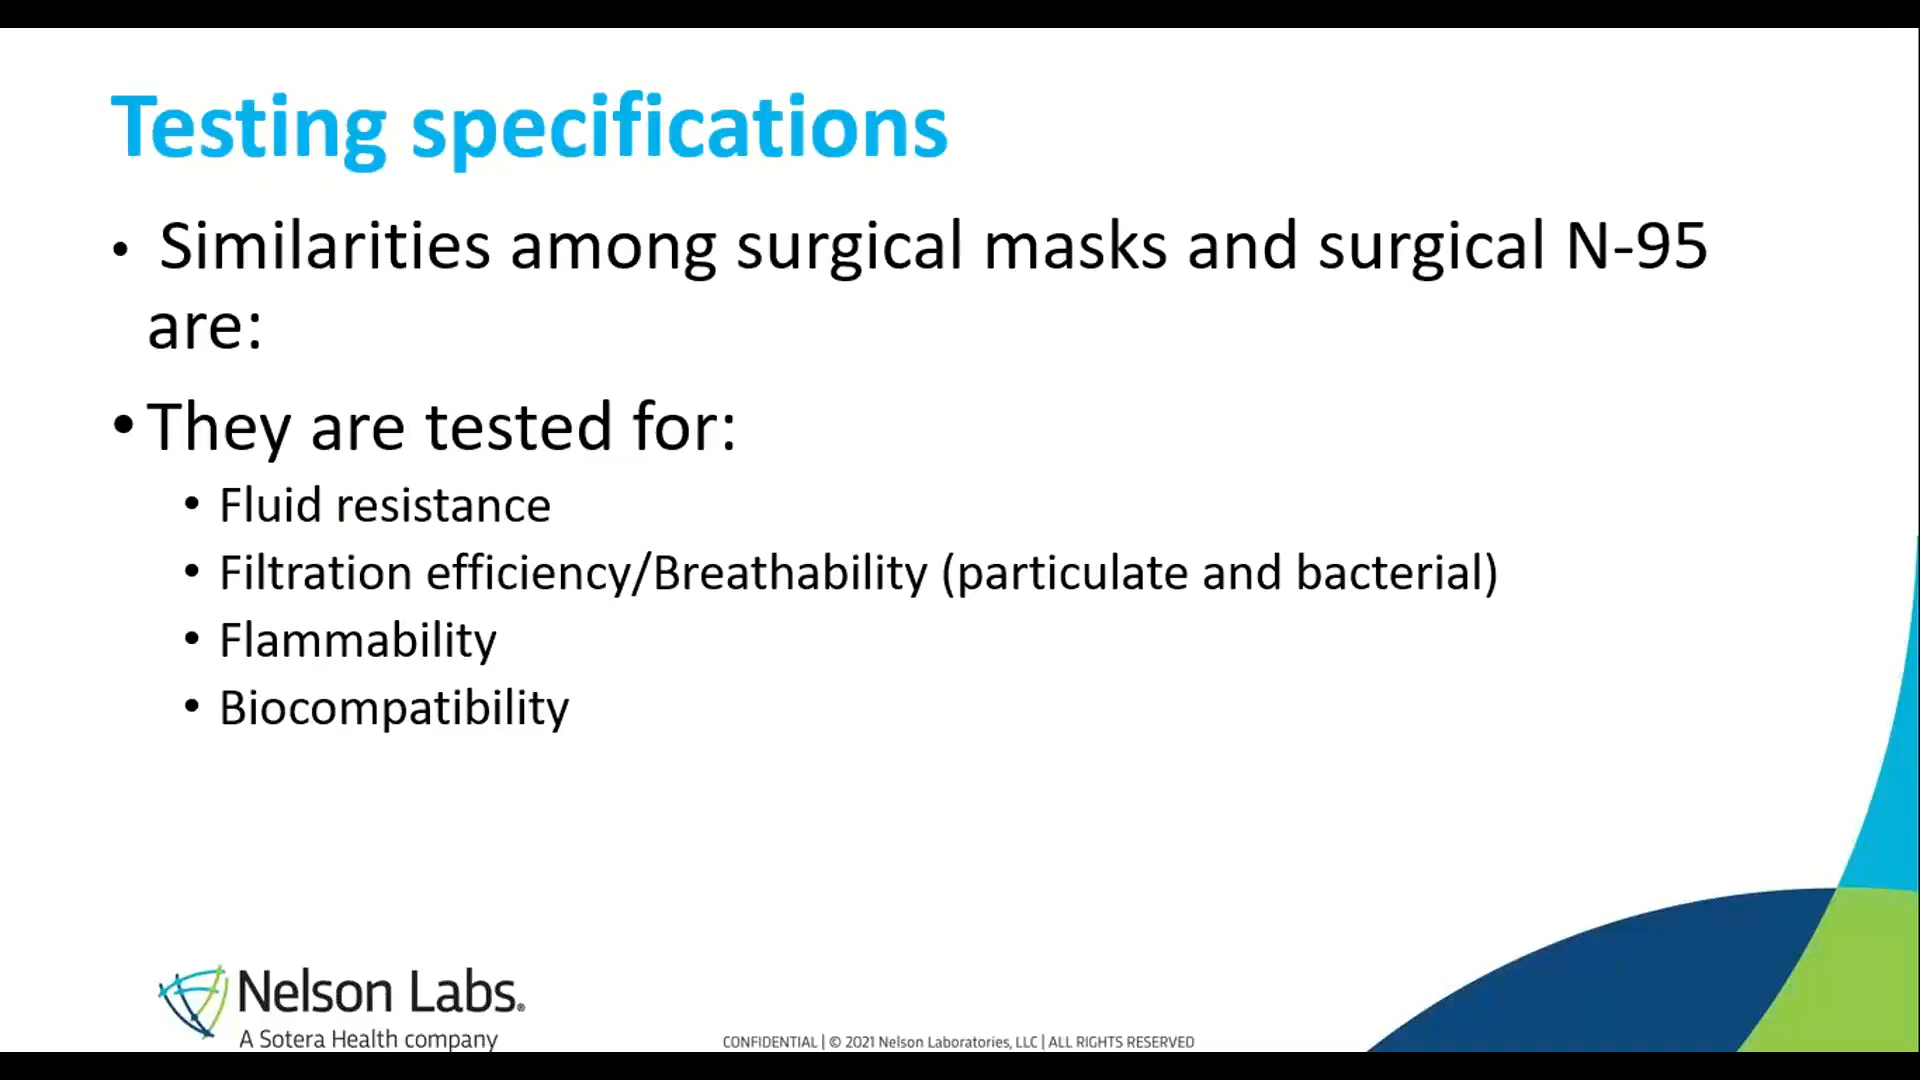 Testing specifications
• Similarities among surgical masks and surgical N-95
are:
• They are tested for:
• Fluid resistance
• Filtration efficiency/Breathability (particulate and bacterial)
• Flammability
• Biocompatibility
Nelson Labs®
A Sotera Health company
CONFIDENTIAL | © 2021 Nelson Laboratories, LLC | ALL RIGHTS RESERVED